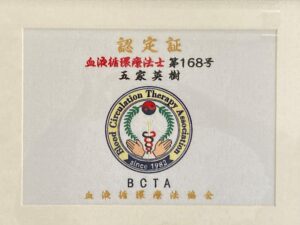 認定証
血液循環療法士 第168号
五家英樹
Blood Circulation Therapy Association
since 1982
BCTA
血液循環療法協会